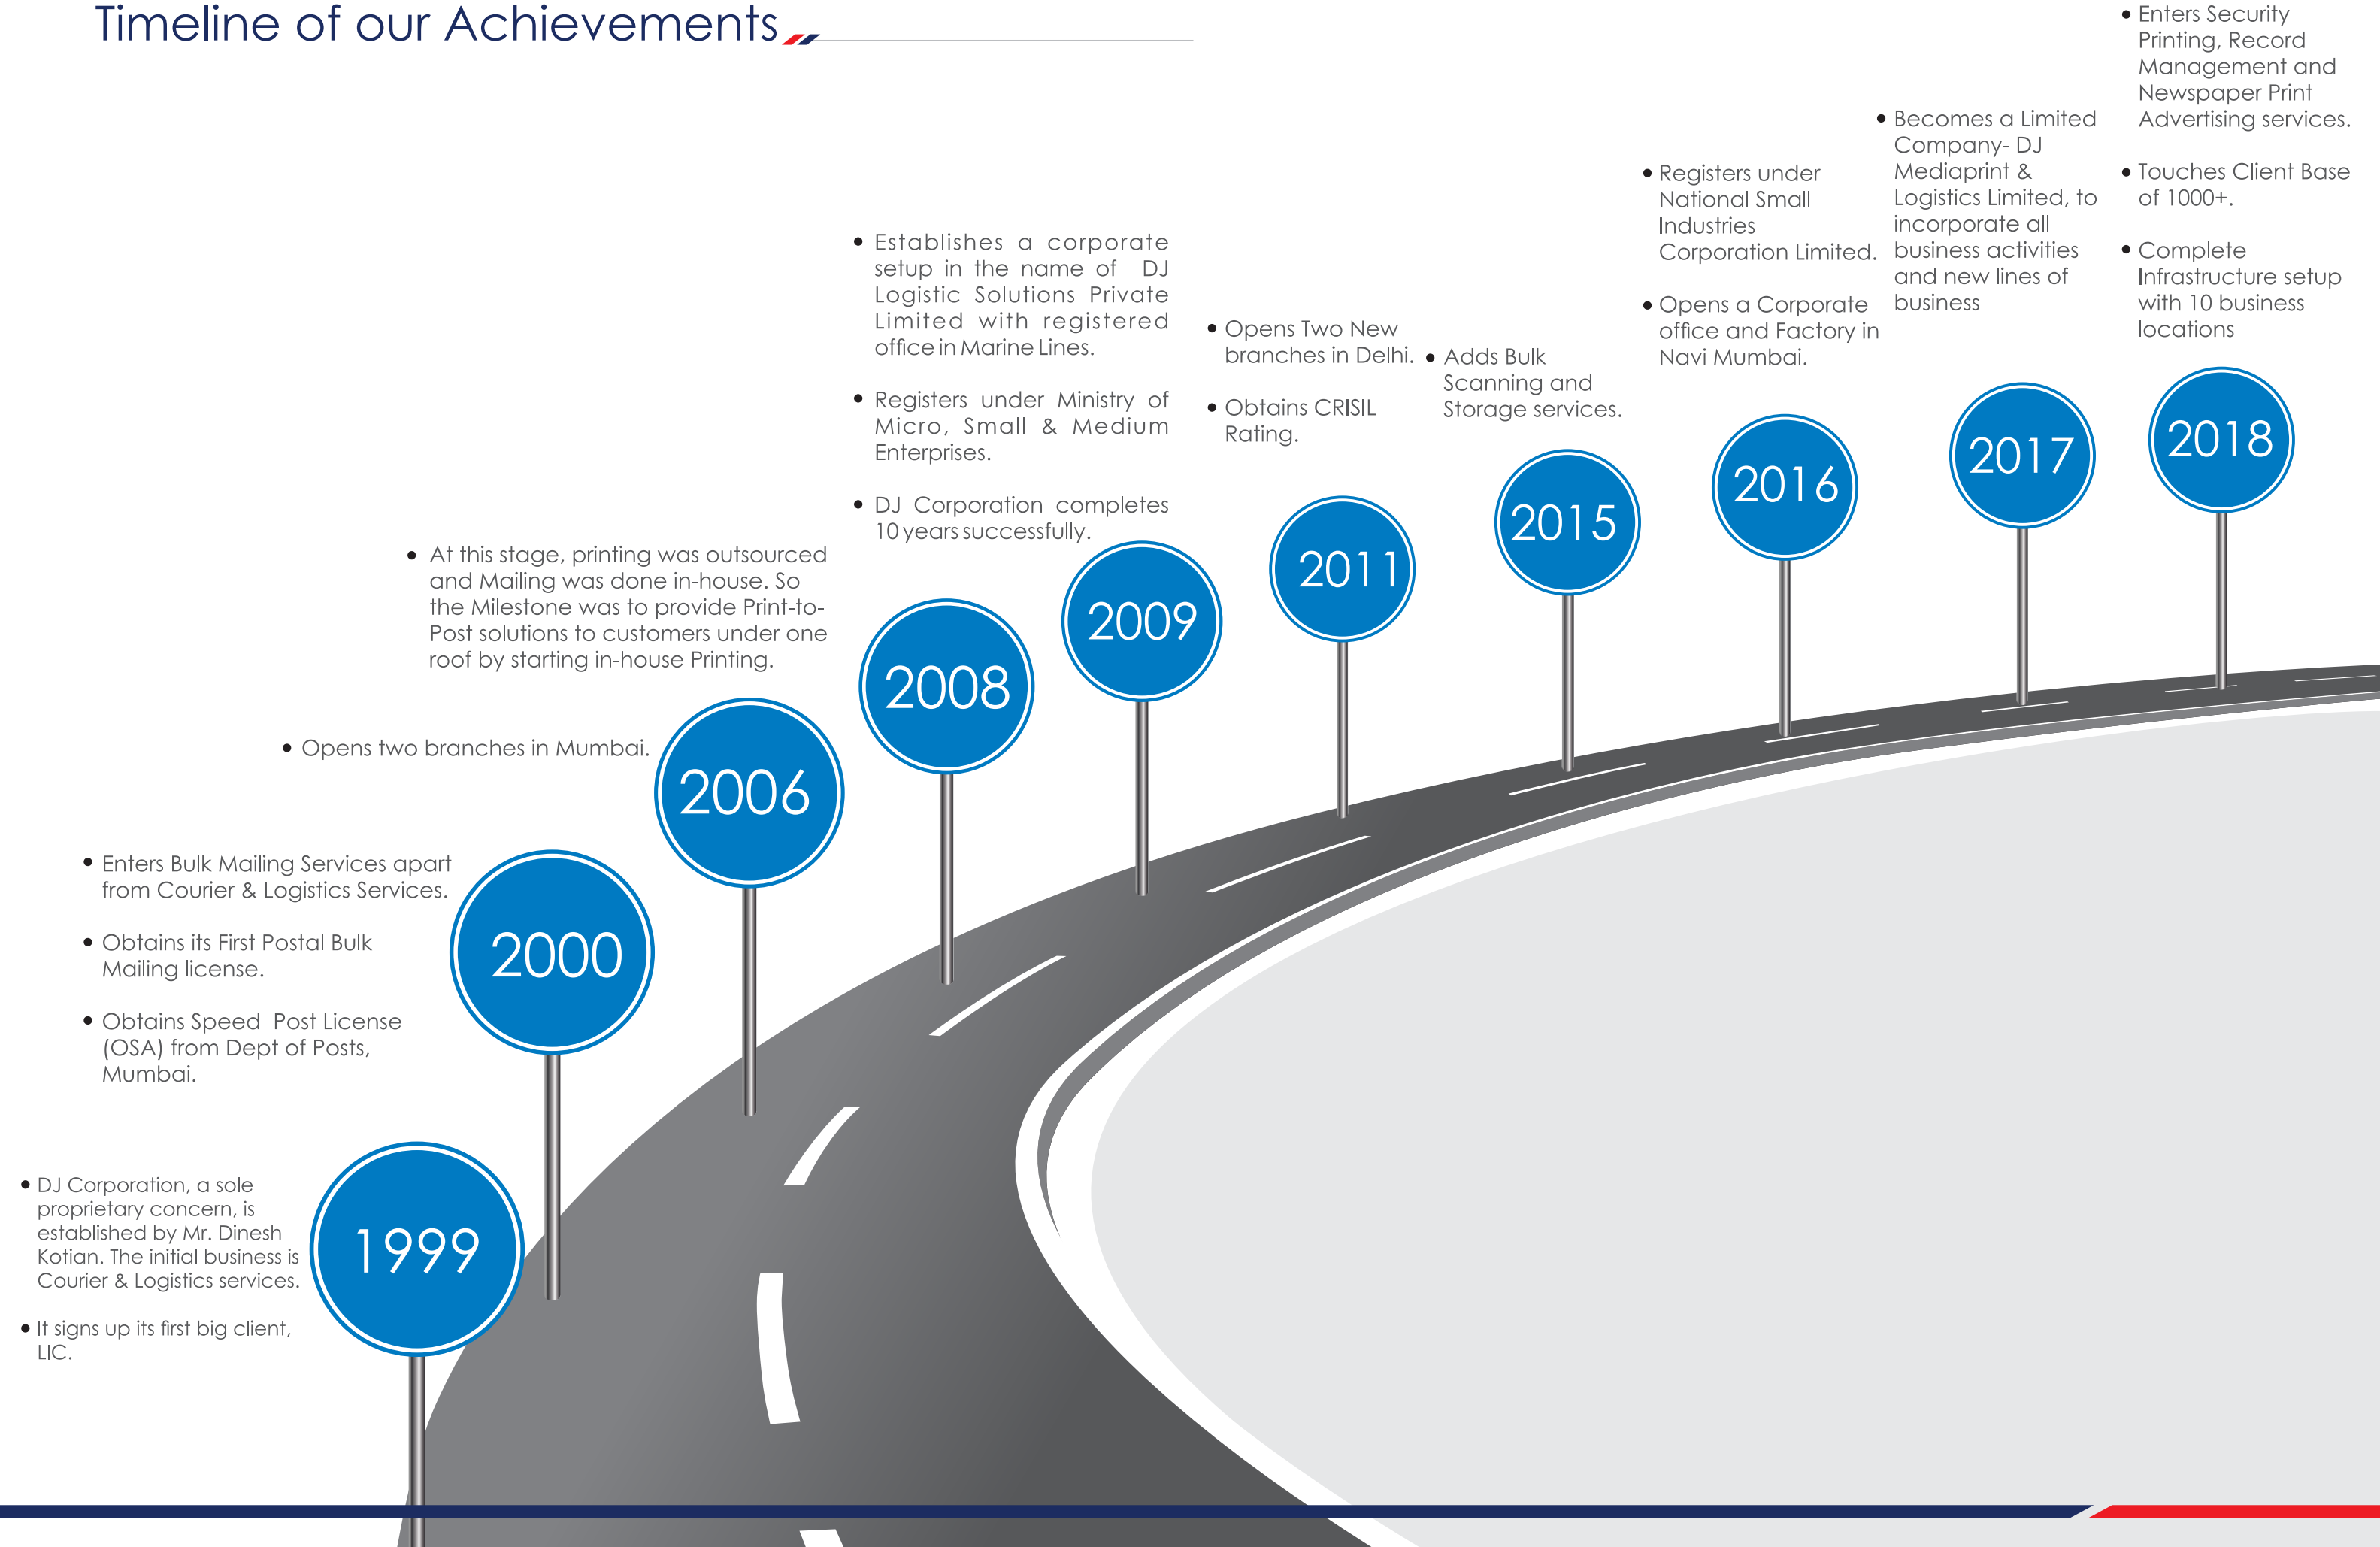 Timeline of our Achievements
• DJ Corporation, a sole
proprietary concern, is
established by Mr. Dinesh
Kotian. The initial business is
Courier & Logistics services.
• It signs up its first big client,
LIC.
1999
• Enters Bulk Mailing Services apart
from Courier & Logistics Services.
• Obtains its First Postal Bulk
Mailing license.
• Obtains Speed Post License
(OSA) from Dept of Posts,
Mumbai.
2000
• Opens two branches in Mumbai.
2006
• At this stage, printing was outsourced
and Mailing was done in-house. So
the Milestone was to provide Print-to-
Post solutions to customers under one
roof by starting in-house Printing.
2008
• Establishes a corporate
setup in the name of DJ
Logistic Solutions Private
Limited with registered
office in Marine Lines.
• Registers under Ministry of
Micro, Small & Medium
Enterprises.
• DJ Corporation completes
10 years successfully.
2009
• Opens Two New
branches in Delhi.
• Obtains CRISIL
Rating.
2011
• Adds Bulk
Scanning and
Storage services.
2015
• Registers under
National Small
Industries
Corporation Limited.
• Opens a Corporate
office and Factory in
Navi Mumbai.
2016
• Becomes a Limited
Company- DJ
Mediaprint &
Logistics Limited, to
incorporate all
business activities
and new lines of
business
2017
• Enters Security
Printing, Record
Management and
Newspaper Print
Advertising services.
• Touches Client Base
of 1000+.
• Complete
Infrastructure setup
with 10 business
locations
2018